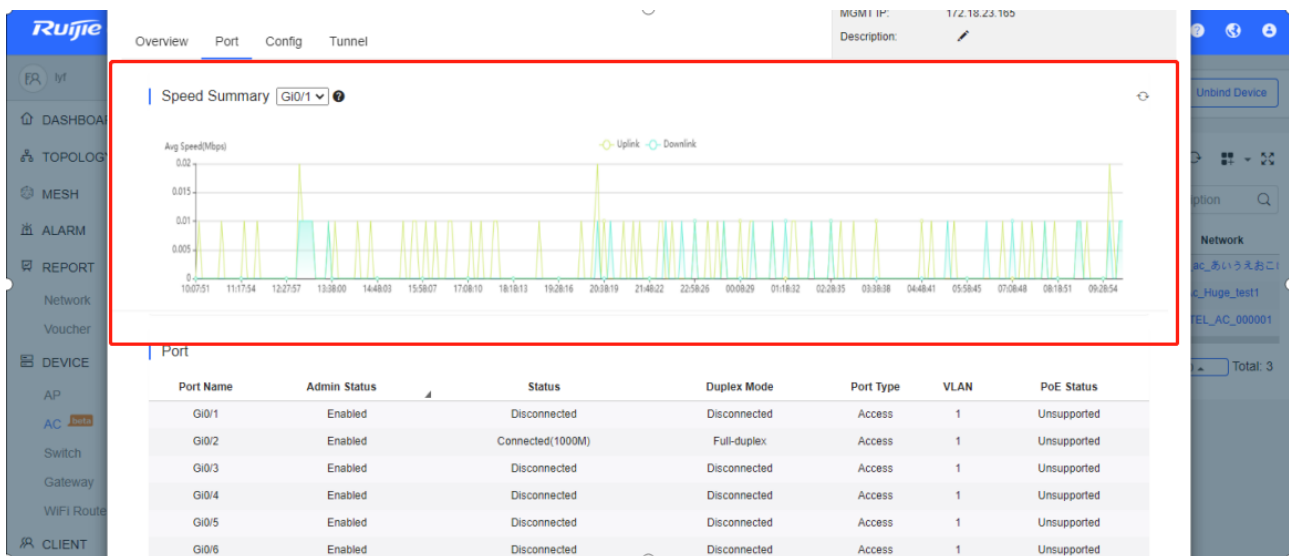 Ruijie
MGMT IP: 172.18.23.165
Overview Port Config Tunnel
Description:
lyf
Unbind Device
Speed Summary Gi0/1
DASHBOA
Avg Speed(Mbps)
Uplink Downlink
TOPOLOG
0.02
0.015
MESH
ption
0.01
ALARM
Network
0.005
REPORT
_ac_あいうえおこ
0
10:07:51 11:17:54 12:27:57 13:38:00 14:48:03 15:58:07 17:08:10 18:18:13 19:28:16 20:38:19 21:48:22 22:58:26 00:08:29 01:18:32 02:28:35 03:38:38 04:48:41 05:58:45 07:08:48 08:18:51 09:28:54
Network
c_Huge_test1
Voucher
TEL_AC_000001
Port
DEVICE
Total: 3
Port Name Admin Status Status Duplex Mode Port Type VLAN PoE Status
AP
Gi0/1 Enabled Disconnected Disconnected Access 1 Unsupported
AC beta
Gi0/2 Enabled Connected(1000M) Full-duplex Access 1 Unsupported
Switch
Gi0/3 Enabled Disconnected Disconnected Access 1 Unsupported
Gateway
Gi0/4 Enabled Disconnected Disconnected Access 1 Unsupported
WiFi Route
Gi0/5 Enabled Disconnected Disconnected Access 1 Unsupported
CLIENT
Gi0/6 Enabled Disconnected Disconnected Access 1 Unsupported